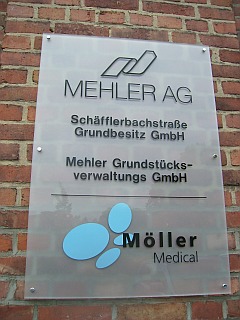 MEHLER AG
Schäfflerbachstraße
Grundbesitz GmbH
Mehler Grundstücks-
verwaltungs GmbH
Möller
Medical